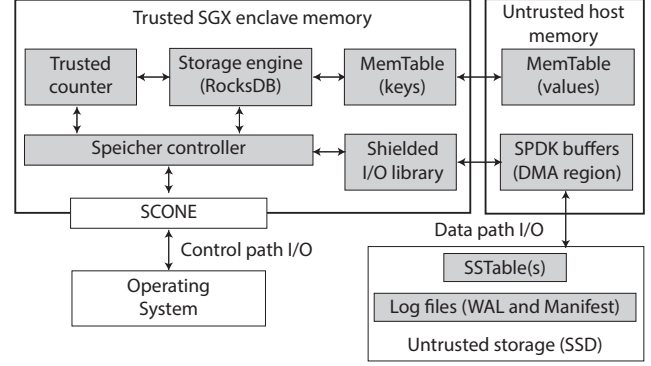 Trusted SGX enclave memory
Untrusted host
memory
Trusted
counter
Storage engine
(RocksDB)
MemTable
(keys)
MemTable
(values)
Speicher controller
Shielded
I/O library
SPDK buffers
(DMA region)
SCONE
Control path I/O
Data path I/O
Operating
System
SSTable(s)
Log files (WAL and Manifest)
Untrusted storage (SSD)